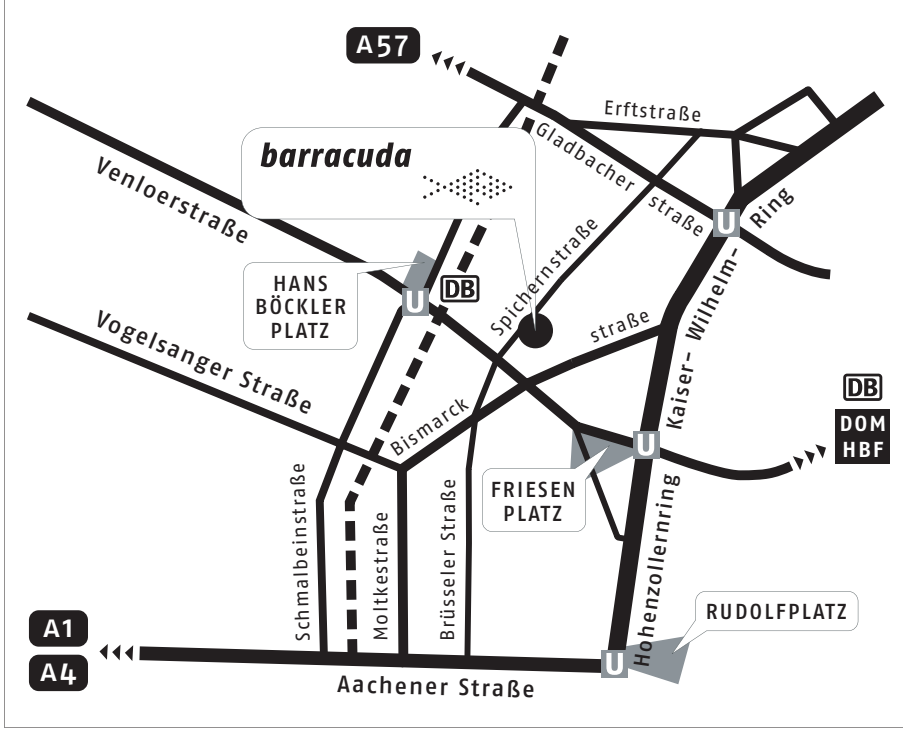 A57
Erftstraße
Gladbacher
straße
barracuda
Venloerstraße
Ring
U
Kaiser- Wilhelm-
HANS
BÖCKLER
PLATZ
DB
U
Spichernstraße
straße
Vogelsanger Straße
Bismarck
DB
DOM
HBF
U
FRIESEN
PLATZ
Schmalbeinstraße
Moltkestraße
Brüsseler Straße
Hohenzollernring
RUDOLFPLATZ
A1
A4
U
Aachener Straße